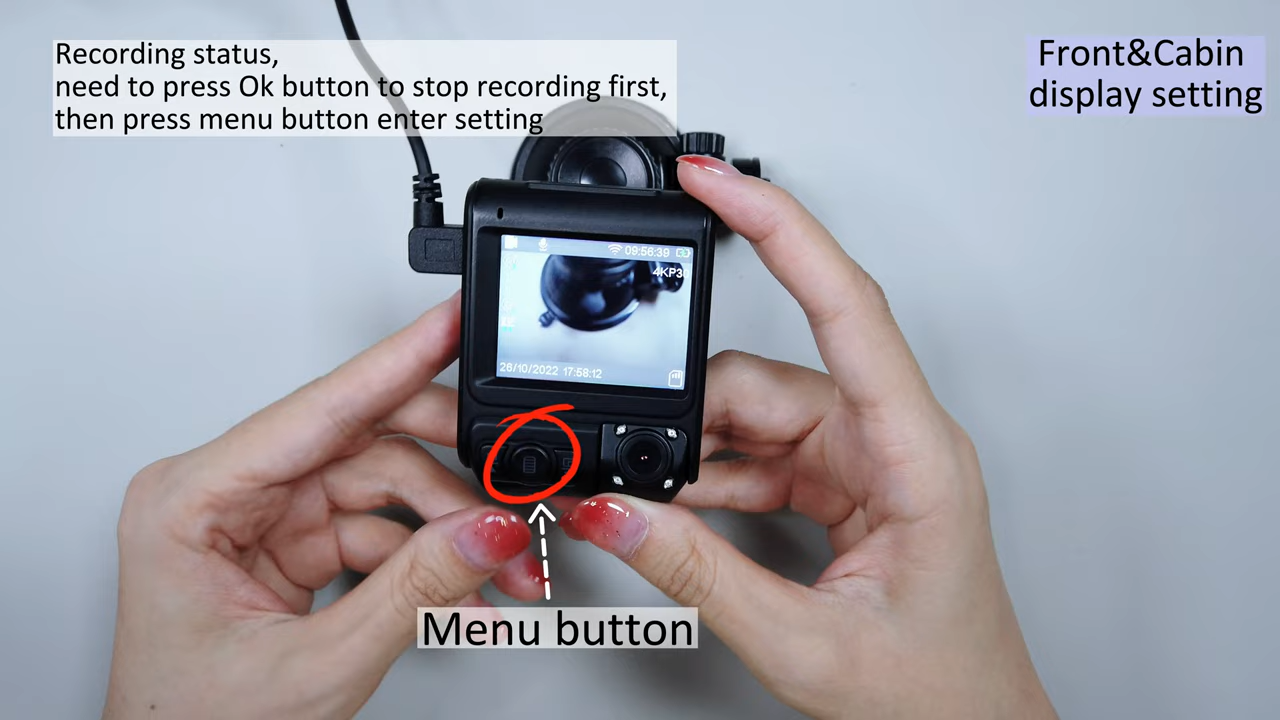 Recording status,
need to press Ok button to stop recording first,
then press menu button enter setting
Front&Cabin
display setting
09:56:39
4KP30
26/10/2022 17:58:12
Menu button